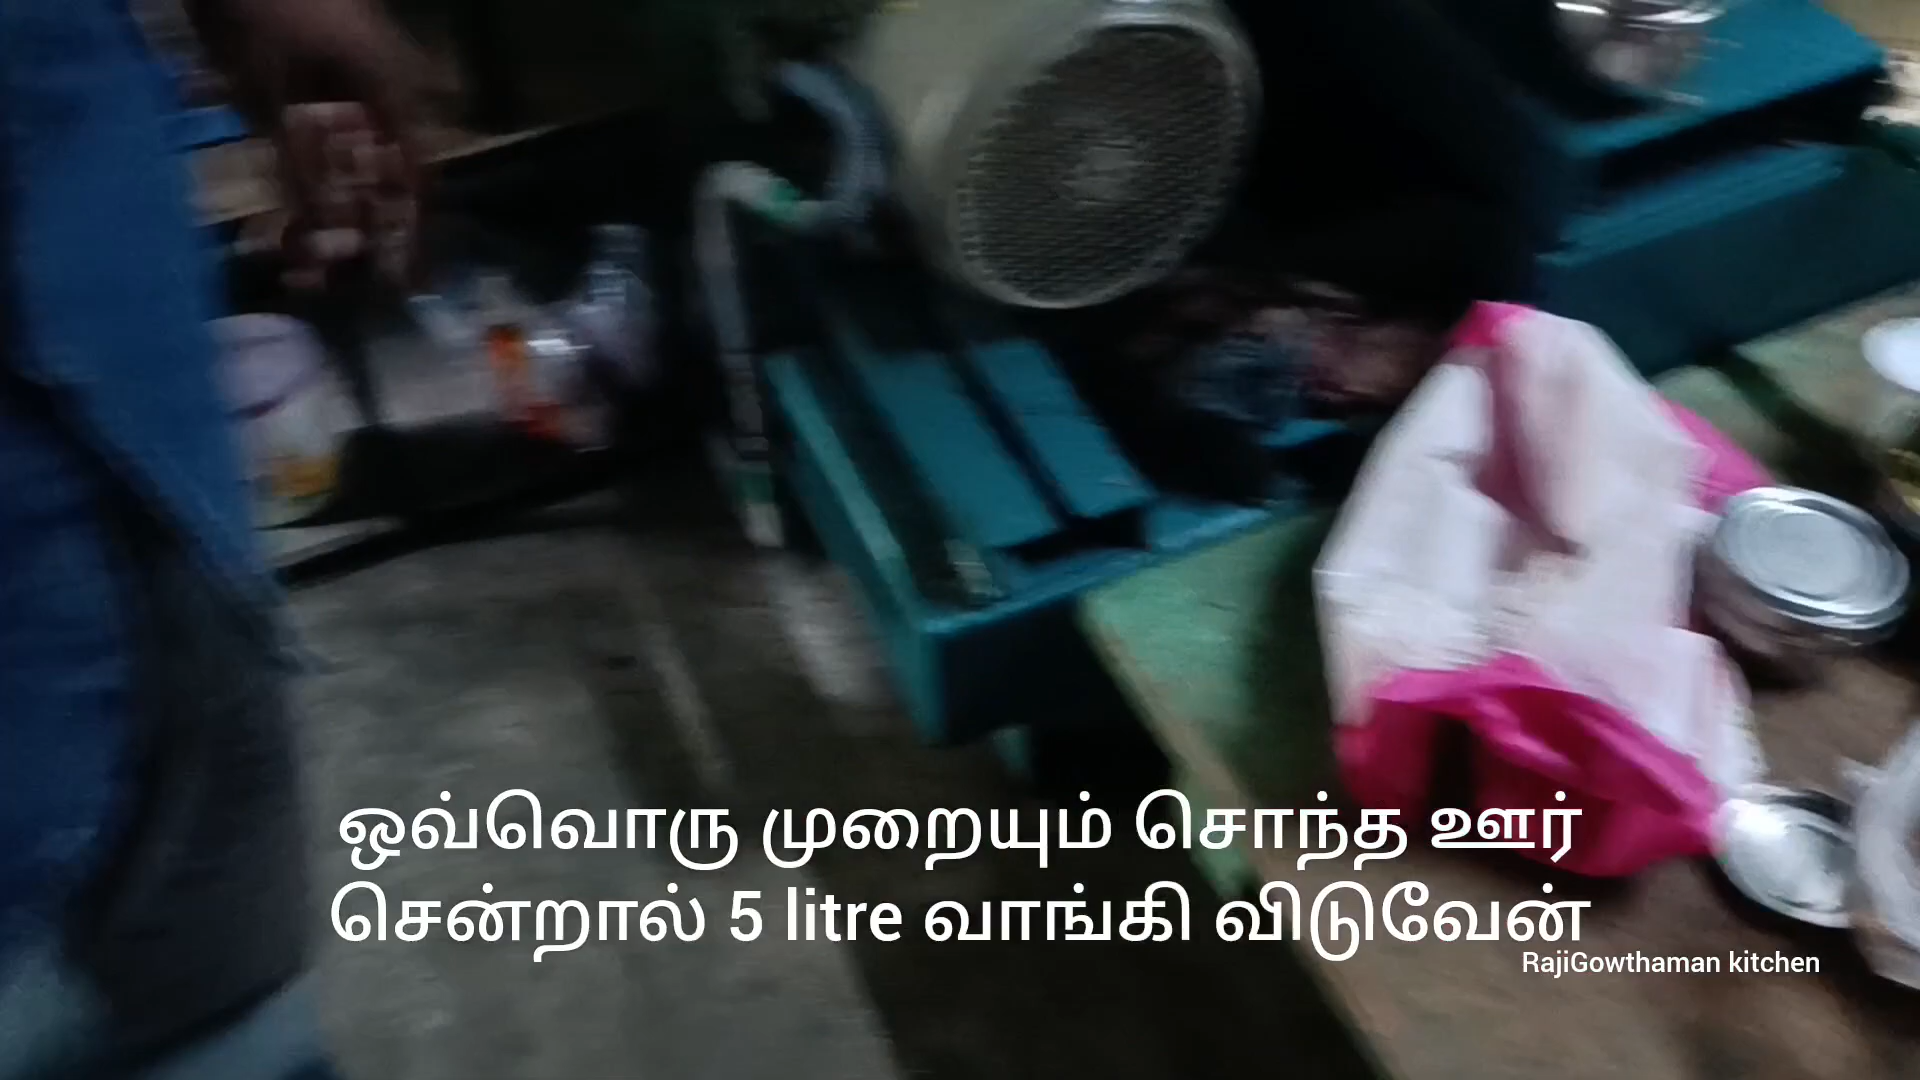 ஒவ்வொரு முறையும் சொந்த ஊர்
சென்றால் 5 litre வாங்கி விடுவேன்
RajiGowthaman kitchen